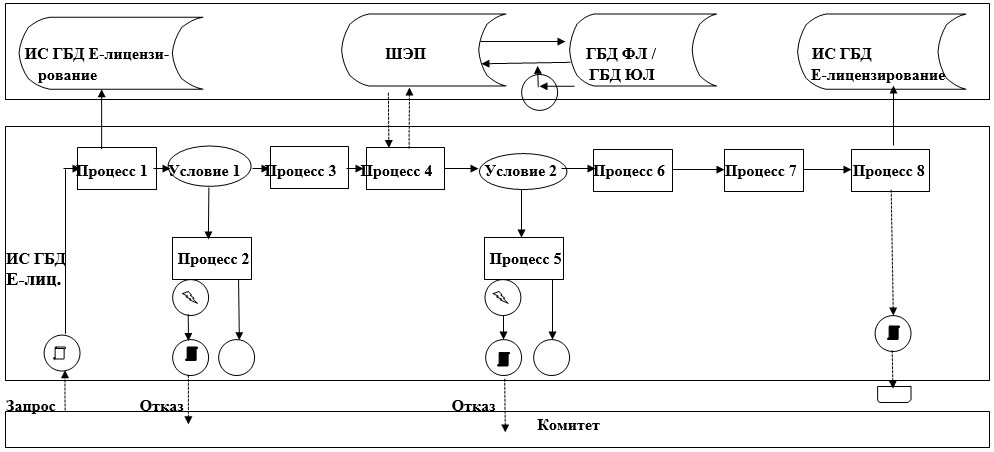 ИС ГБД Е-лицензи-
рование
ШЭП
ГБД ФЛ /
ГБД ЮЛ
ИС ГБД
Е-лицензирование
Процесс 1
Условие 1
Процесс 3
Процесс 4
Условие 2
Процесс 6
Процесс 7
Процесс 8
ИС ГБД
Е-лиц.
Процесс 2
Процесс 5
Запрос
Отказ
Отказ
Комитет